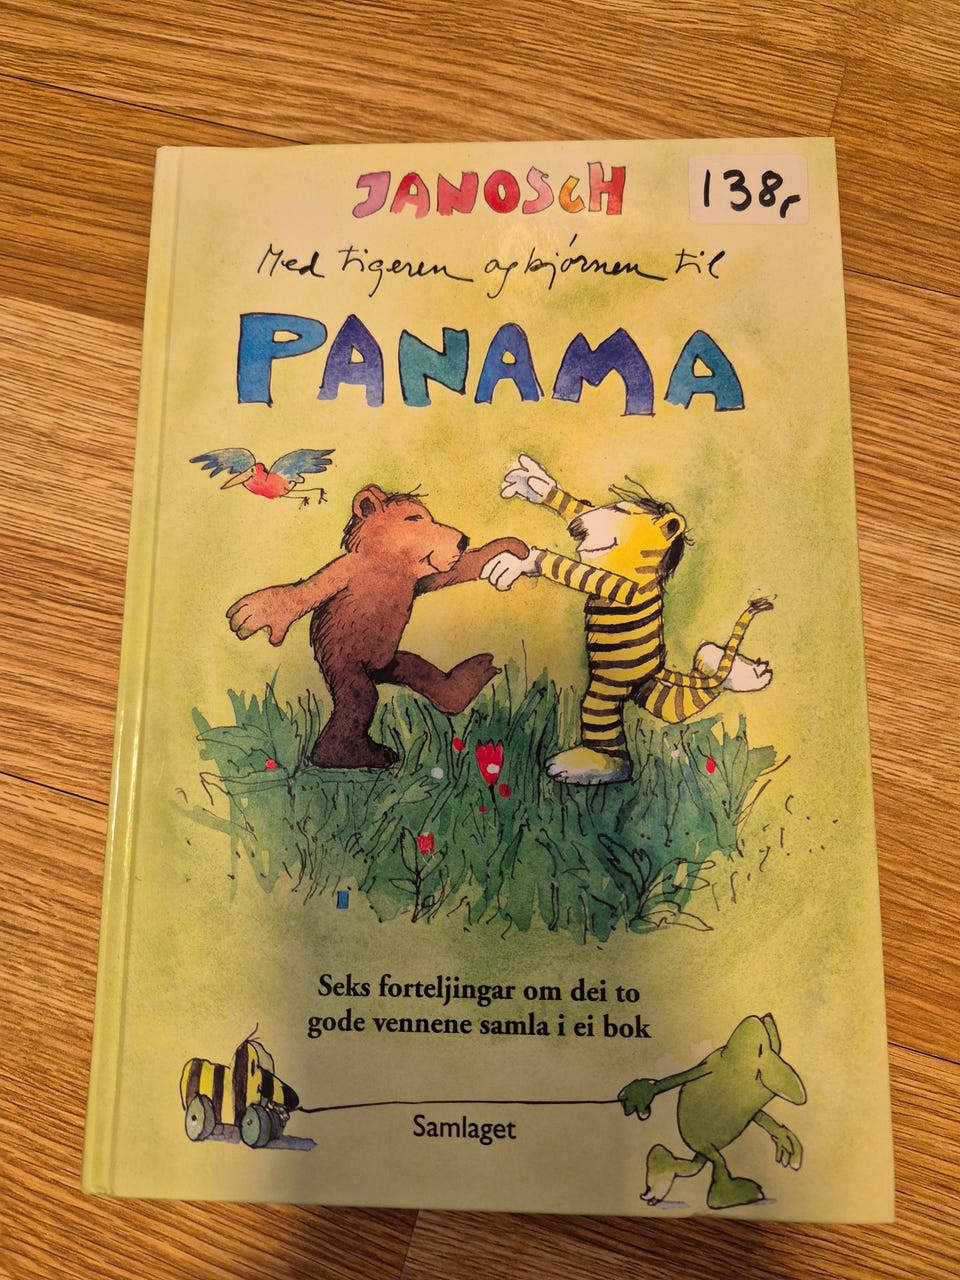 JANOSCH
138,-
Med tigeren og bjørnen til
PANAMA
Seks forteljingar om dei to
gode vennene samla i ei bok
Samlaget